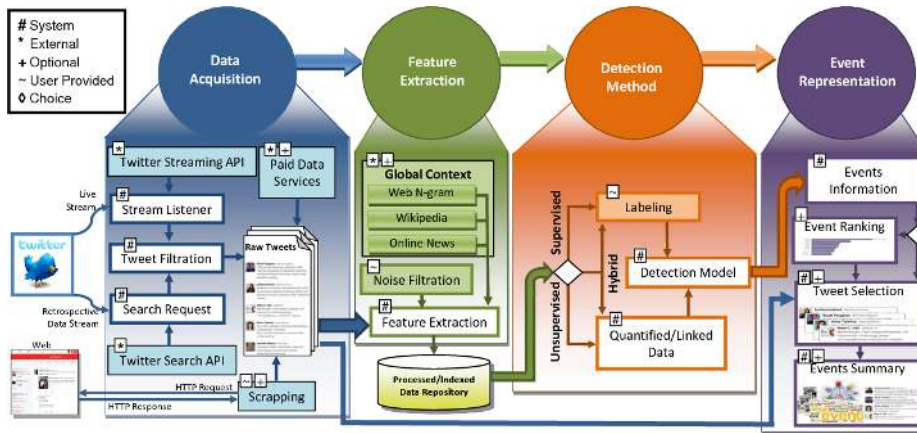 # System
* External
+ Optional
~ User Provided
◊ Choice
Data
Acquisition
Feature
Extraction
Detection
Method
Event
Representation
* 
Twitter Streaming API
* +
Paid Data
Services
Live
Stream
#
Stream Listener
twitter
#
Tweet Filtration
Raw Tweets
#
Search Request
Retrospective
Data Stream
*
Twitter Search API
Web
HTTP Request
HTTP Response
~ +
Scrapping
* +
Global Context
Web N-gram
Wikipedia
Online News
~
Noise Filtration
#
Feature Extraction
Processed/Indexed
Data Repository
Supervised
Unsupervised
Hybrid
~
Labeling
#
Detection Model
#
Quantified/Linked
Data
#
Events
Information
+
Event Ranking
# +
Tweet Selection
# +
Events Summary